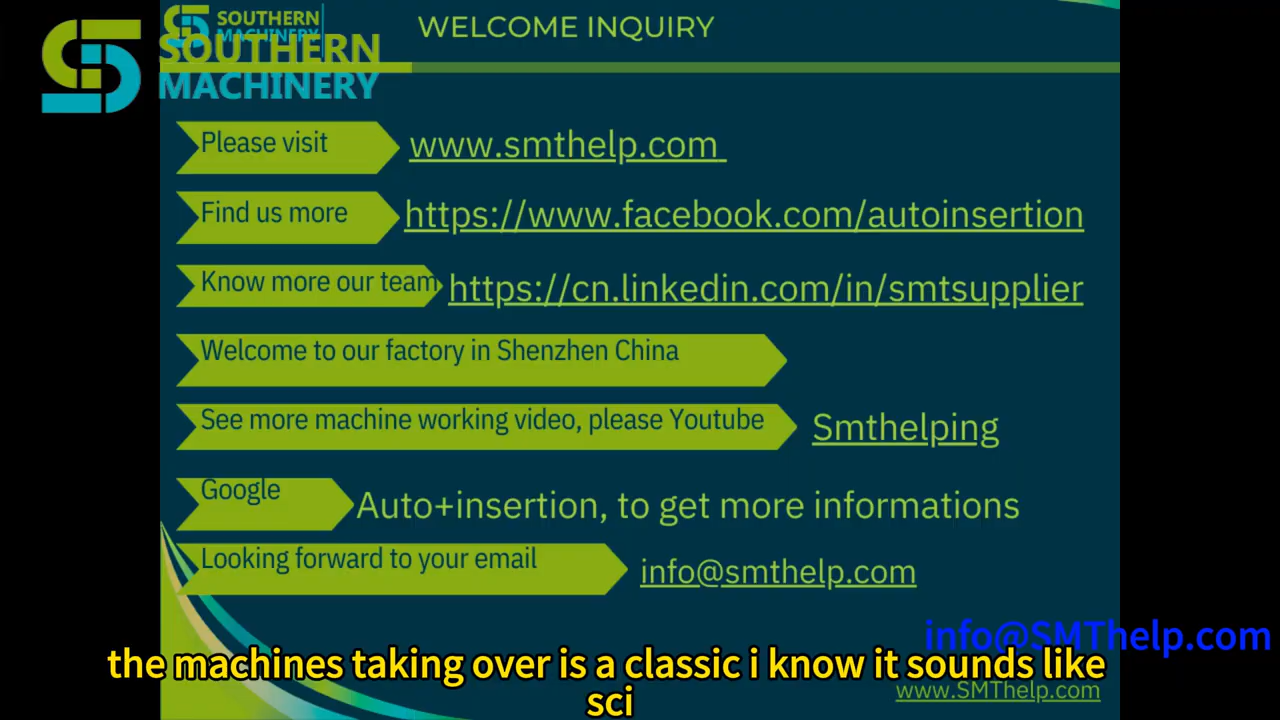 SOUTHERN
MACHINERY
SOUTHERN
MACHINERY
WELCOME INQUIRY
Please visit www.smthelp.com
Find us more https://www.facebook.com/autoinsertion
Know more our team https://cn.linkedin.com/in/smtsupplier
Welcome to our factory in Shenzhen China
See more machine working video, please Youtube Smthelping
Google Auto+insertion, to get more informations
Looking forward to your email info@smthelp.com
info@SMThelp.com
the machines taking over is a classic i know it sounds like
sci
www.SMThelp.com